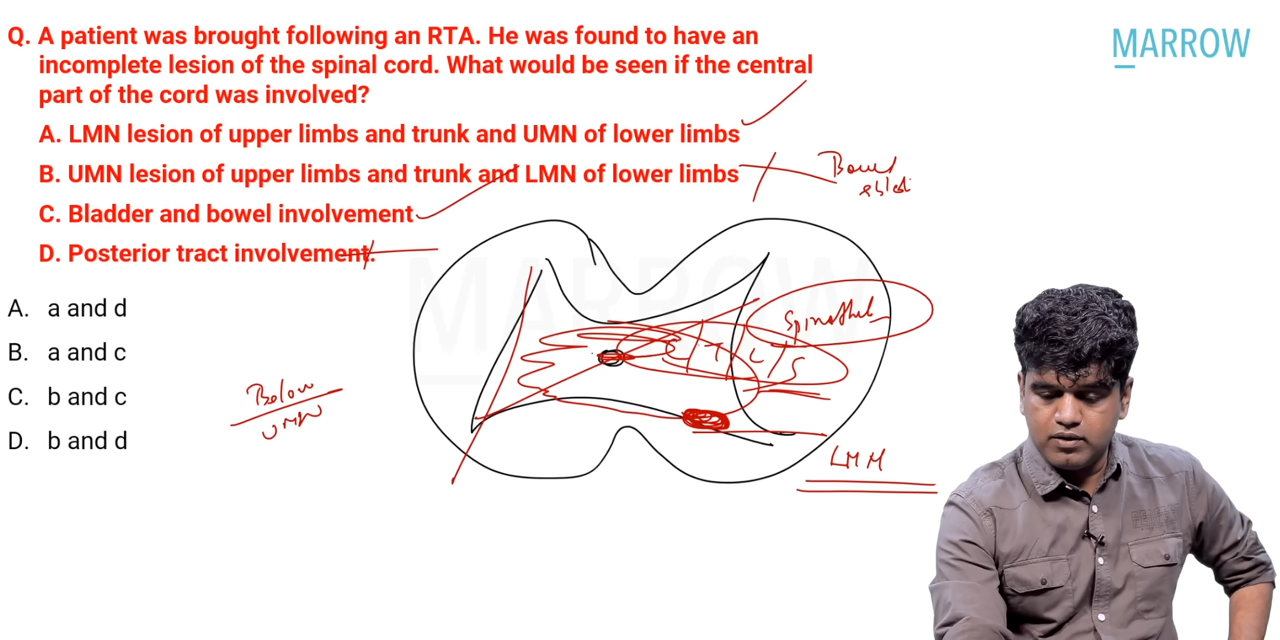 Q. A patient was brought following an RTA. He was found to have an
incomplete lesion of the spinal cord. What would be seen if the central
part of the cord was involved?
A. LMN lesion of upper limbs and trunk and UMN of lower limbs
B. UMN lesion of upper limbs and trunk and LMN of lower limbs
C. Bladder and bowel involvement
D. Posterior tract involvement.
A. a and d
B. a and c
C. b and c
D. b and d
MARROW
Bowel
MARROW
C T L S
Below
UMN